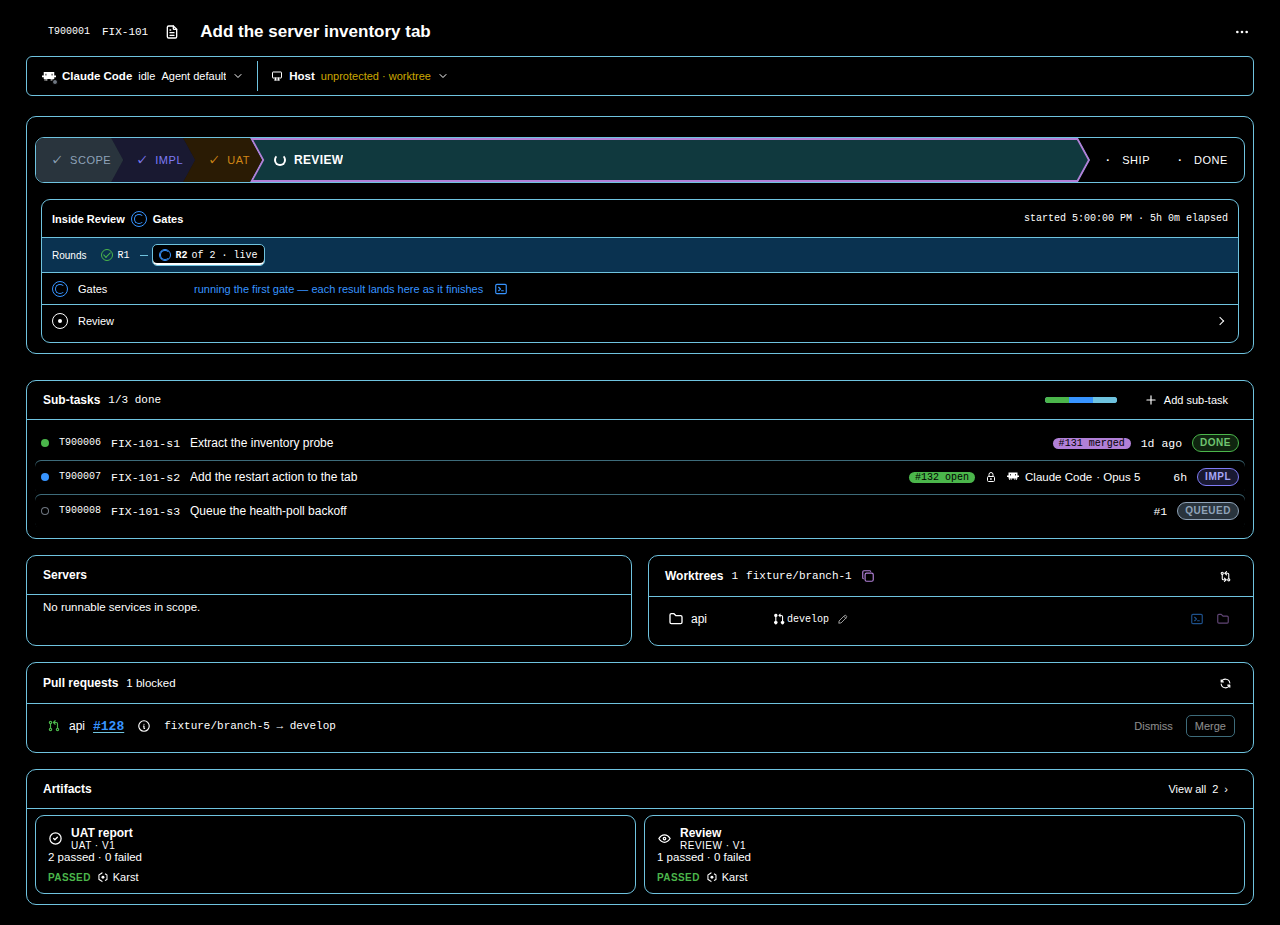 T900001 FIX-101 Add the server inventory tab
Claude Code idle Agent default Host unprotected · worktree
SCOPE IMPL UAT REVIEW · SHIP · DONE
Inside Review Gates started 5:00:00 PM · 5h 0m elapsed
Rounds R1 — R2 of 2 · live
Gates running the first gate — each result lands here as it finishes
Review
Sub-tasks 1/3 done + Add sub-task
T900006 FIX-101-s1 Extract the inventory probe #131 merged 1d ago DONE
T900007 FIX-101-s2 Add the restart action to the tab #132 open Claude Code · Opus 5 6h IMPL
T900008 FIX-101-s3 Queue the health-poll backoff #1 QUEUED
Servers
No runnable services in scope.
Worktrees 1 fixture/branch-1
api develop
Pull requests 1 blocked
api #128 fixture/branch-5 → develop Dismiss Merge
Artifacts View all 2 ›
UAT report
UAT · V1
2 passed · 0 failed
PASSED Karst
Review
REVIEW · V1
1 passed · 0 failed
PASSED Karst